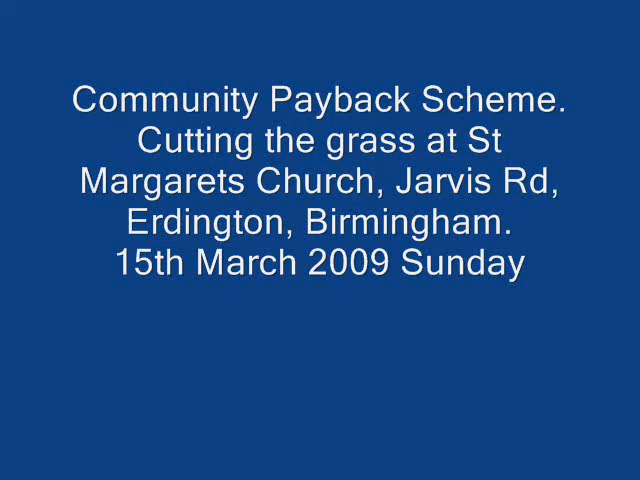 Community Payback Scheme.
Cutting the grass at St
Margarets Church, Jarvis Rd,
Erdington, Birmingham.
15th March 2009 Sunday